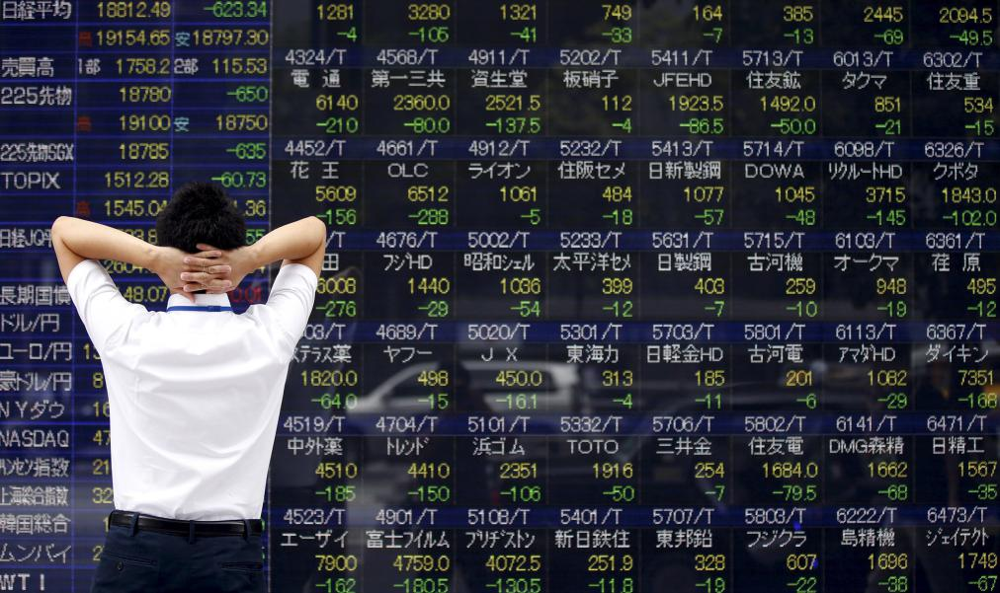 日経平均 18812.49 -623.34
高 19154.65 安 18797.30
売買高 1部 1758.2 2部 115.53
225先物 18780 -650
高 19100 安 18750
225先物SGX 18785 -635
TOPIX 1512.28 -60.73
高 1545.04 1.36
日経JQ平
長期国債 48.07 0.01
ドル/円
ユーロ/円
豪ドル/円
NYダウ
NASDAQ
ハンセン指数
上海総合指数
韓国総合
ムンバイ
WTI
1281 3280 1321 749 164 385 2445 2094.5
-4 -105 -41 -33 -7 -13 -69 -49.5
4324/T 4568/T 4911/T 5202/T 5411/T 5713/T 6013/T 6302/T
電通 第一三共 資生堂 板硝子 JFEHD 住友鉱 タクマ 住友重
6140 2360.0 2521.5 112 1923.5 1492.0 851 534
-210 -80.0 -137.5 -4 -86.5 -50.0 -21 -15
4452/T 4661/T 4912/T 5232/T 5413/T 5714/T 6098/T 6326/T
花王 OLC ライオン 住阪セメ 日新製鋼 DOWA リクルートHD クボタ
5609 6512 1061 484 1077 1045 3715 1843.0
-156 -288 -5 -18 -57 -48 -145 -102.0
/T 4676/T 5002/T 5233/T 5631/T 5715/T 6103/T 6361/T
田 フジHD 昭和シェル 太平洋セメ 日製鋼 古河機 オークマ 荏原
6008 1440 1036 399 403 259 948 495
-276 -29 -54 -12 -7 -10 -19 -12
03/T 4689/T 5020/T 5301/T 5703/T 5801/T 6113/T 6367/T
ステラス薬 ヤフー JX 東海カ 日軽金HD 古河電 アマダHD ダイキン
1820.0 498 450.0 313 185 201 1082 7351
-64.0 -15 -16.1 -4 -11 -6 -29 -168
4519/T 4704/T 5101/T 5332/T 5706/T 5802/T 6141/T 6471/T
中外薬 トレンド 浜ゴム TOTO 三井金 住友電 DMG森精 日精工
4510 4410 2351 1916 254 1684.0 1662 1567
-185 -150 -106 -50 -7 -79.5 -68 -35
4523/T 4901/T 5108/T 5401/T 5707/T 5803/T 6222/T 6473/T
エーザイ 富士フイルム ブリヂストン 新日鉄住 東邦鉛 フジクラ 島精機 ジェイテクト
7900 4759.0 4072.5 251.9 328 607 1696 1749
-162 -180.5 -130.5 -11.8 -19 -22 -38 -67